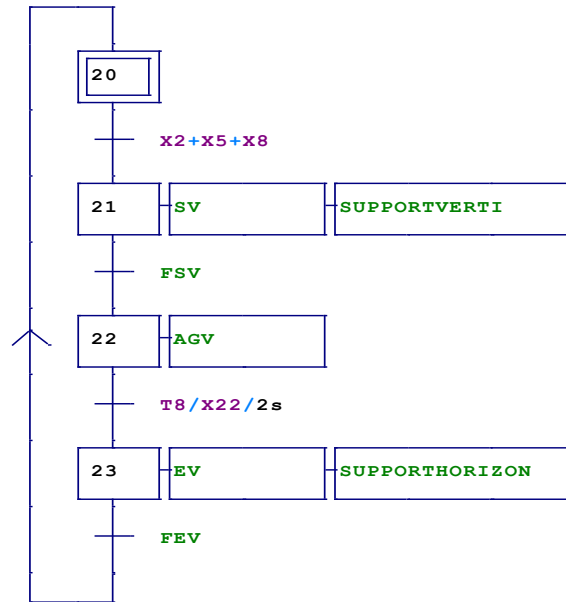 20
X2+X5+X8
21 SV SUPPORTVERTI
FSV
22 AGV
T8/X22/2s
23 EV SUPPORTHORIZON
FEV